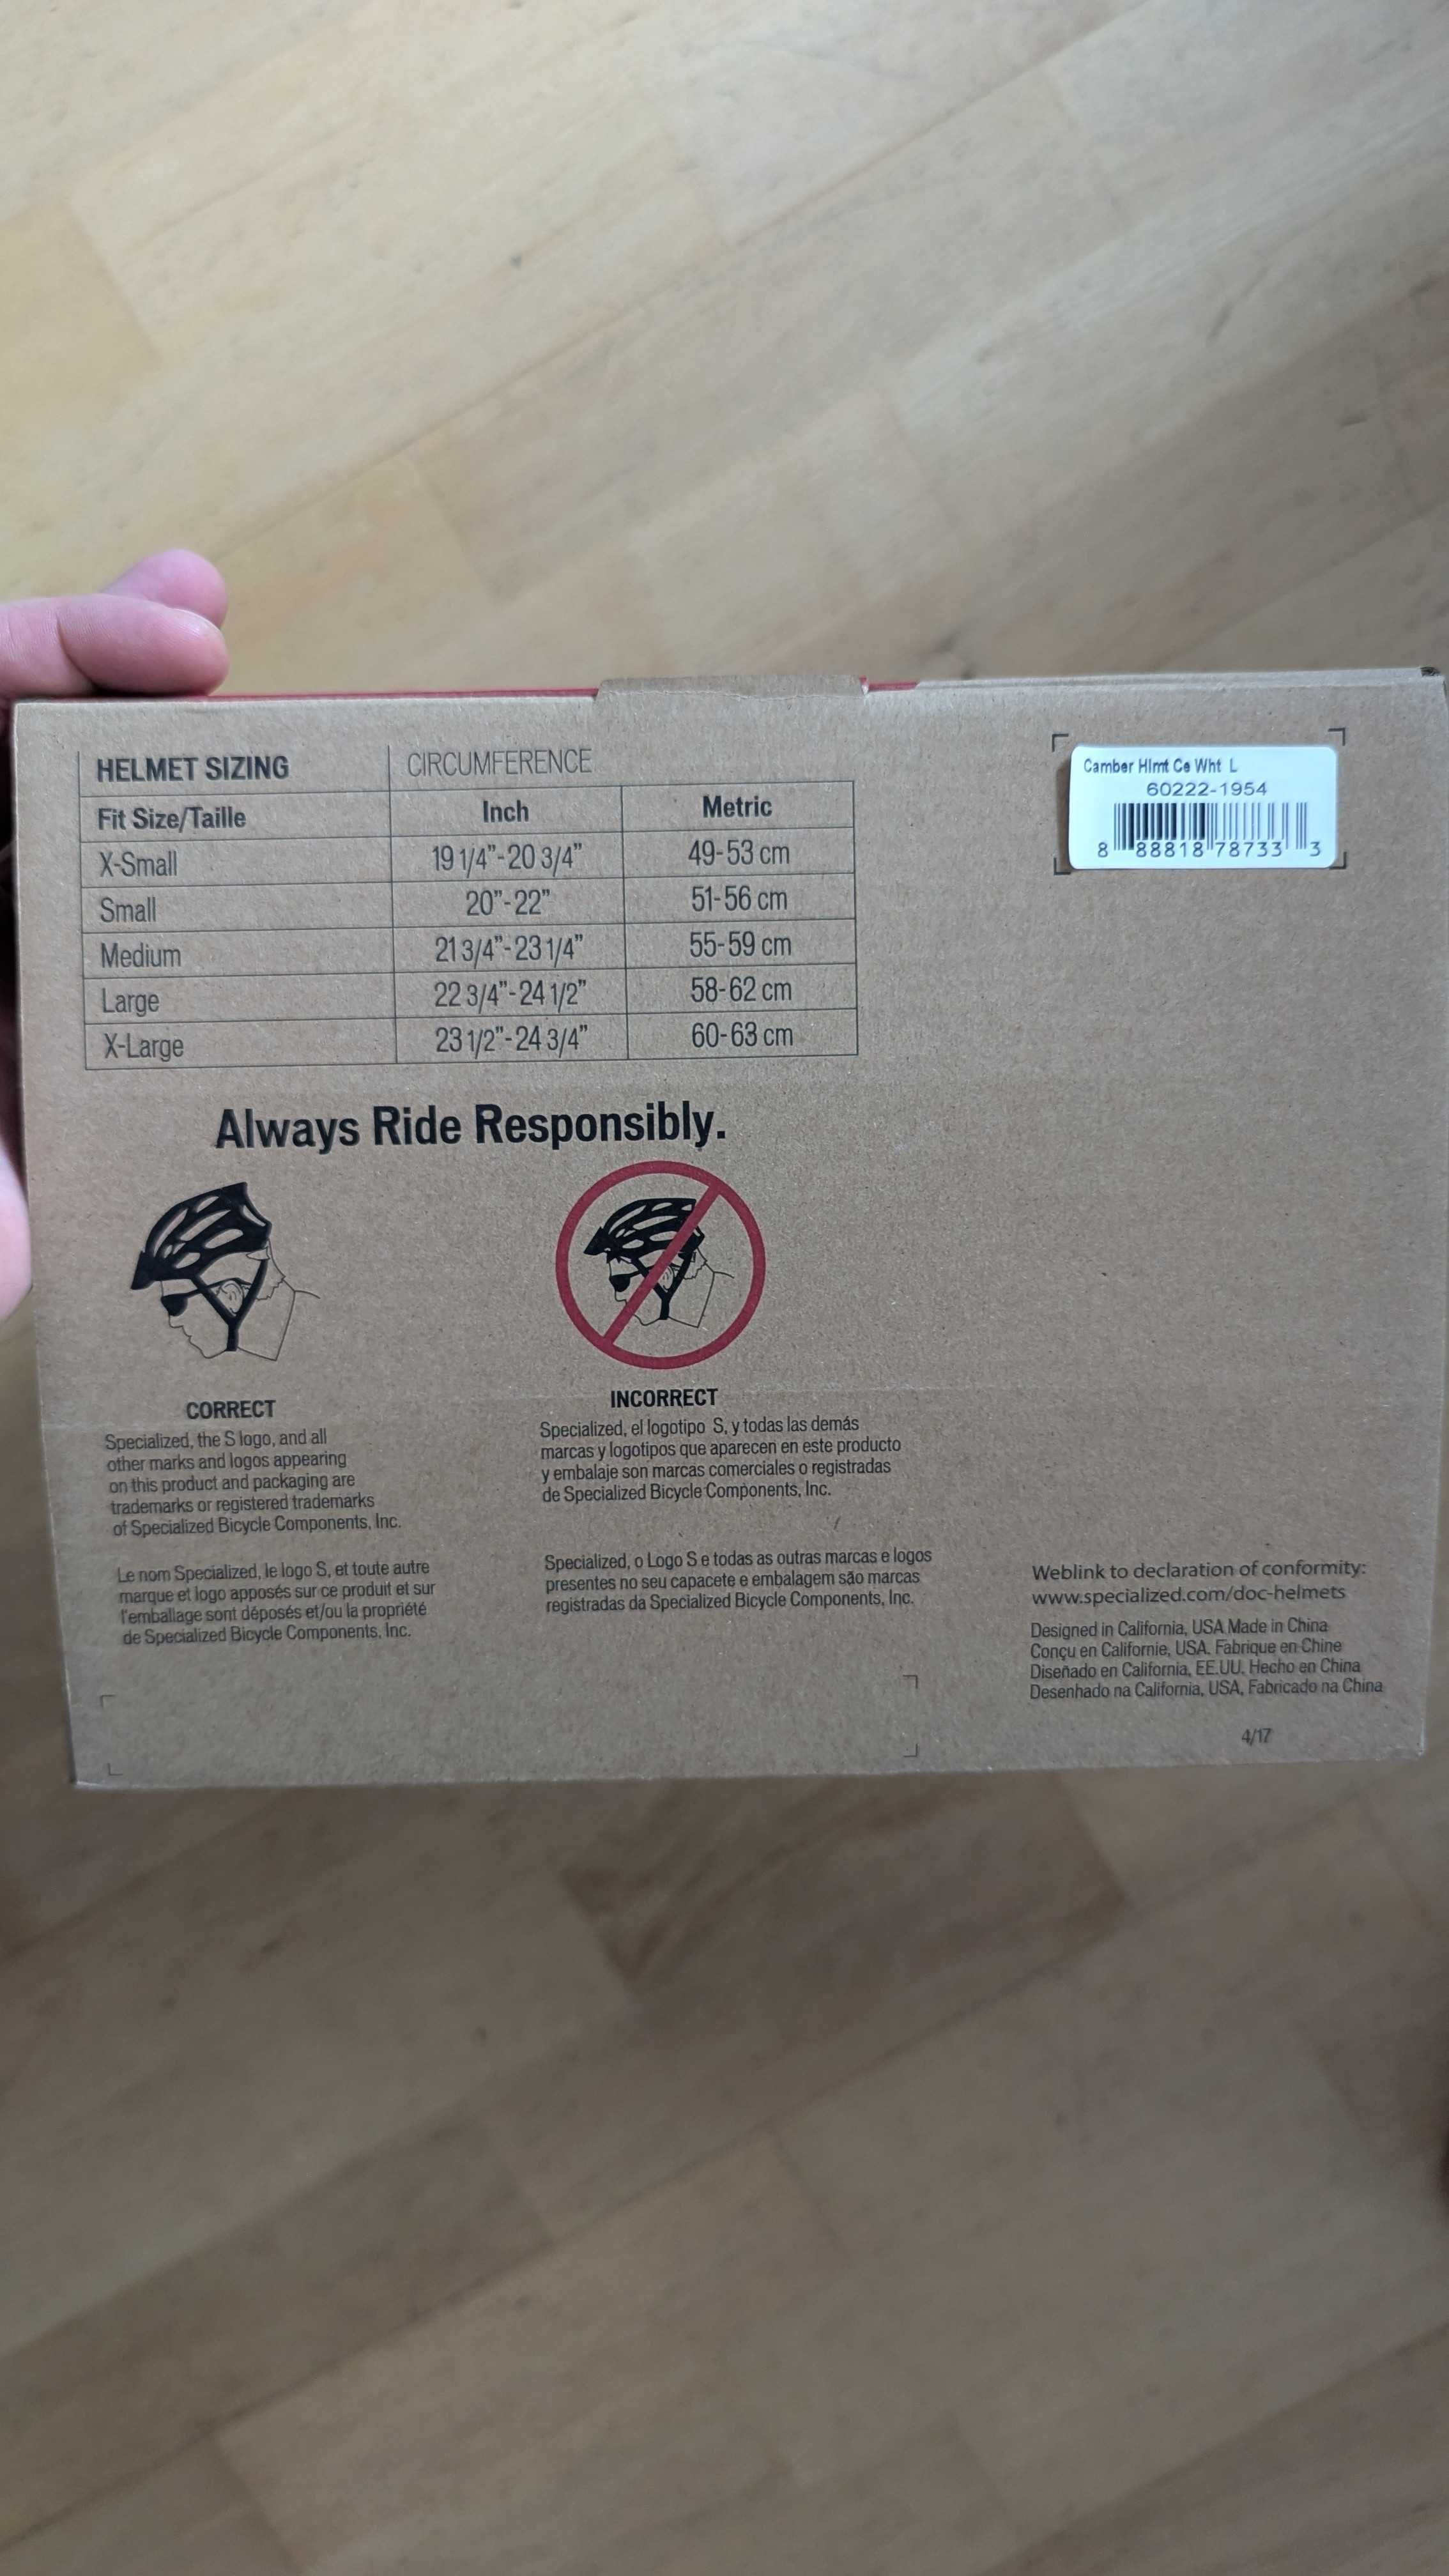 HELMET SIZING CIRCUMFERENCE
Fit Size/Taille Inch Metric
X-Small 19 1/4"-20 3/4" 49-53 cm
Small 20"-22" 51-56 cm
Medium 21 3/4"-23 1/4" 55-59 cm
Large 22 3/4"-24 1/2" 58-62 cm
X-Large 23 1/2"-24 3/4" 60-63 cm
Camber Hlmt Ce Wht L
60222-1954
8 88818 78733 3
Always Ride Responsibly.
CORRECT
Specialized, the S logo, and all
other marks and logos appearing
on this product and packaging are
trademarks or registered trademarks
of Specialized Bicycle Components, Inc.
Le nom Specialized, le logo S, et toute autre
marque et logo apposés sur ce produit et sur
l'emballage sont déposés et/ou la propriété
de Specialized Bicycle Components, Inc.
INCORRECT
Specialized, el logotipo S, y todas las demás
marcas y logotipos que aparecen en este producto
y embalaje son marcas comerciales o registradas
de Specialized Bicycle Components, Inc.
Specialized, o Logo S e todas as outras marcas e logos
presentes no seu capacete e embalagem são marcas
registradas da Specialized Bicycle Components, Inc.
Weblink to declaration of conformity:
www.specialized.com/doc-helmets
Designed in California, USA Made in China
Conçu en Californie, USA. Fabrique en Chine
Diseñado en California, EE.UU. Hecho en China
Desenhado na California, USA, Fabricado na China
4/17